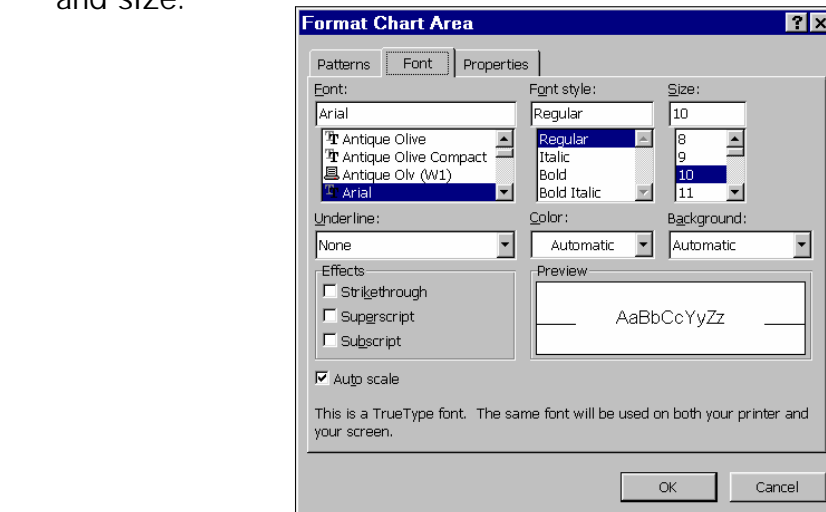 and size.
Format Chart Area
Patterns Font Properties
Font: Font style: Size:
Arial Regular 10
Antique Olive Regular 8
Antique Olive Compact Italic 9
Antique Olv (W1) Bold 10
Arial Bold Italic 11
Underline: Color: Background:
None Automatic Automatic
Effects Preview
Strikethrough
Superscript AaBbCcYyZz
Subscript
Auto scale
This is a TrueType font. The same font will be used on both your printer and
your screen.
OK Cancel